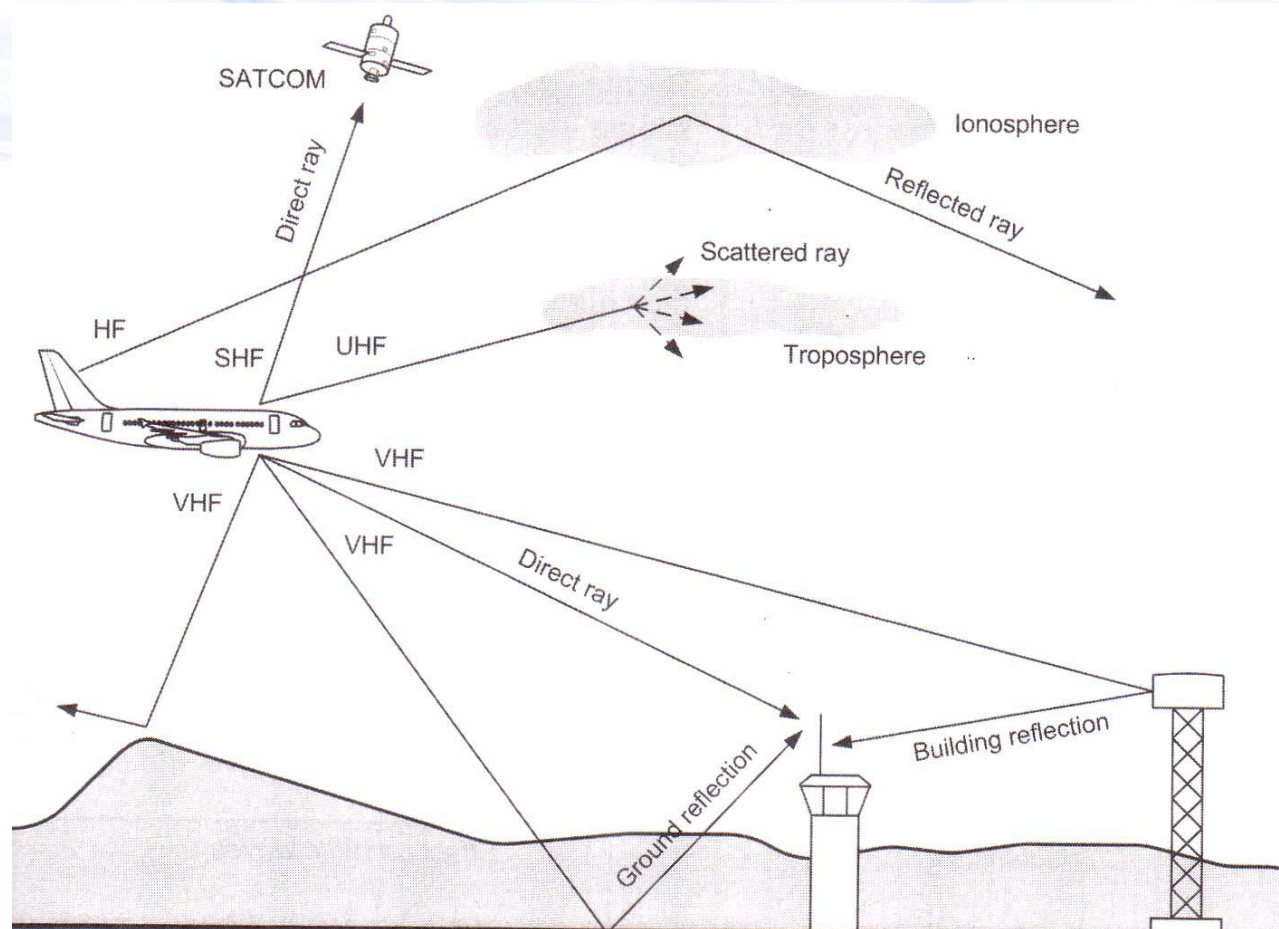 SATCOM
Ionosphere
Direct ray
Reflected ray
Scattered ray
HF
SHF
UHF
Troposphere
VHF
VHF
VHF
Direct ray
Building reflection
Ground reflection